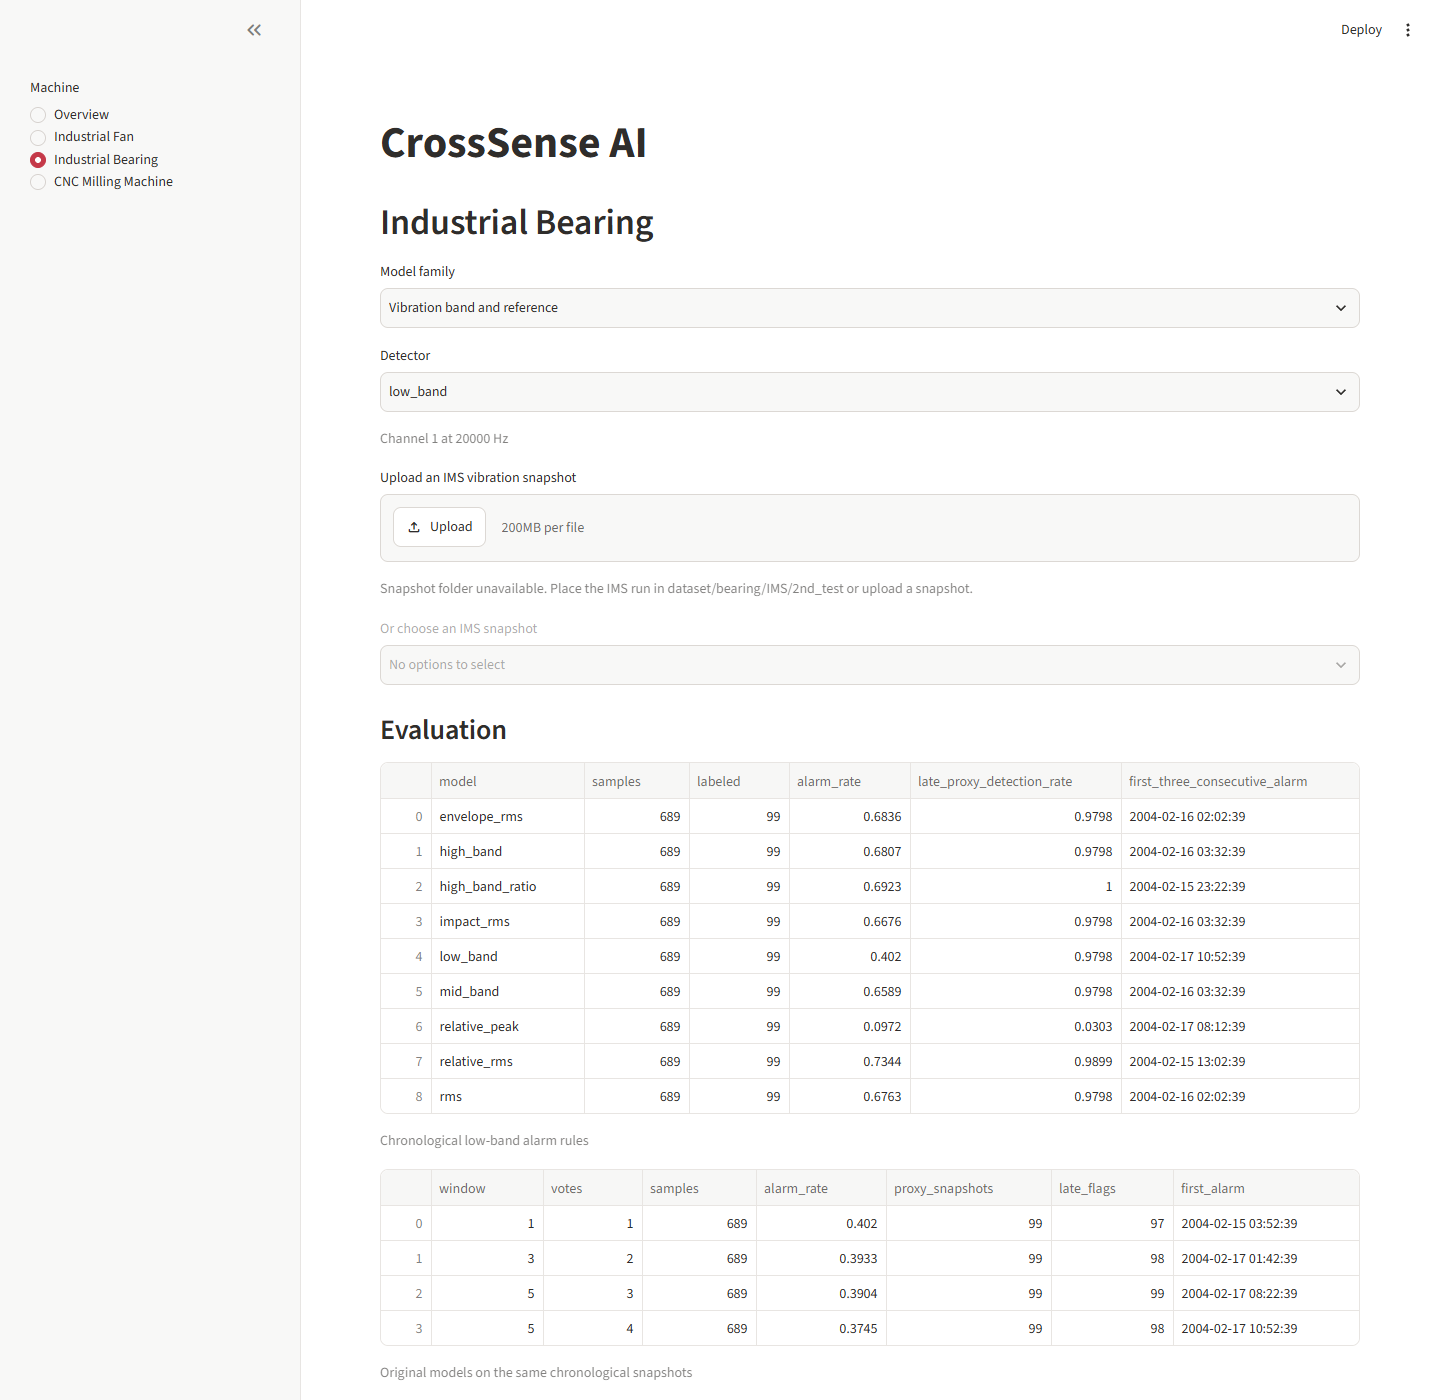 Deploy
Machine
Overview
Industrial Fan
Industrial Bearing
CNC Milling Machine
CrossSense AI
Industrial Bearing
Model family
Vibration band and reference
Detector
low_band
Channel 1 at 20000 Hz
Upload an IMS vibration snapshot
Upload 200MB per file
Snapshot folder unavailable. Place the IMS run in dataset/bearing/IMS/2nd_test or upload a snapshot.
Or choose an IMS snapshot
No options to select
Evaluation
model samples labeled alarm_rate late_proxy_detection_rate first_three_consecutive_alarm
0 envelope_rms 689 99 0.6836 0.9798 2004-02-16 02:02:39
1 high_band 689 99 0.6807 0.9798 2004-02-16 03:32:39
2 high_band_ratio 689 99 0.6923 1 2004-02-15 23:22:39
3 impact_rms 689 99 0.6676 0.9798 2004-02-16 03:32:39
4 low_band 689 99 0.402 0.9798 2004-02-17 10:52:39
5 mid_band 689 99 0.6589 0.9798 2004-02-16 03:32:39
6 relative_peak 689 99 0.0972 0.0303 2004-02-17 08:12:39
7 relative_rms 689 99 0.7344 0.9899 2004-02-15 13:02:39
8 rms 689 99 0.6763 0.9798 2004-02-16 02:02:39
Chronological low-band alarm rules
window votes samples alarm_rate proxy_snapshots late_flags first_alarm
0 1 1 689 0.402 99 97 2004-02-15 03:52:39
1 3 2 689 0.3933 99 98 2004-02-17 01:42:39
2 5 3 689 0.3904 99 99 2004-02-17 08:22:39
3 5 4 689 0.3745 99 98 2004-02-17 10:52:39
Original models on the same chronological snapshots